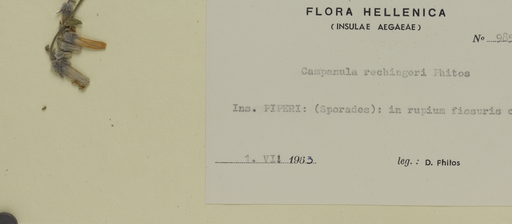 FLORA HELLENICA
(INSULAE AEGAEAE)
No 985
Campanula rechingeri Phitos
Ins. PIPERI: (Sporades): in rupium fissuris
1. VII 1963. leg.: D. Phitos